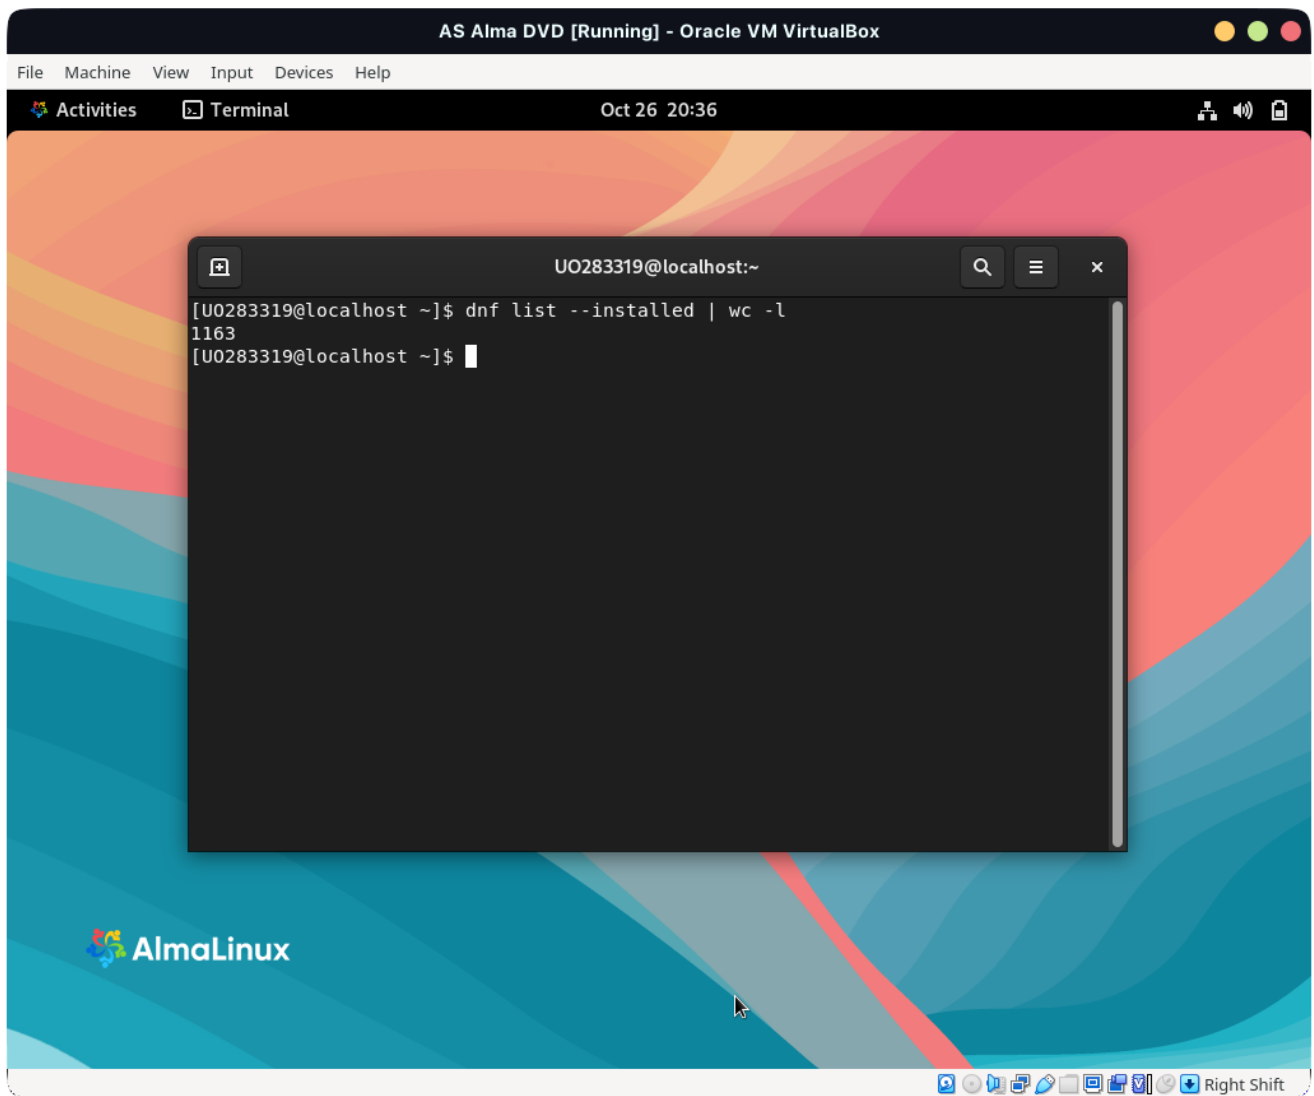 AS Alma DVD [Running] - Oracle VM VirtualBox
File Machine View Input Devices Help
Activities Terminal Oct 26 20:36
UO283319@localhost:~
[UO283319@localhost ~]$ dnf list --installed | wc -l
1163
[UO283319@localhost ~]$
AlmaLinux
Right Shift